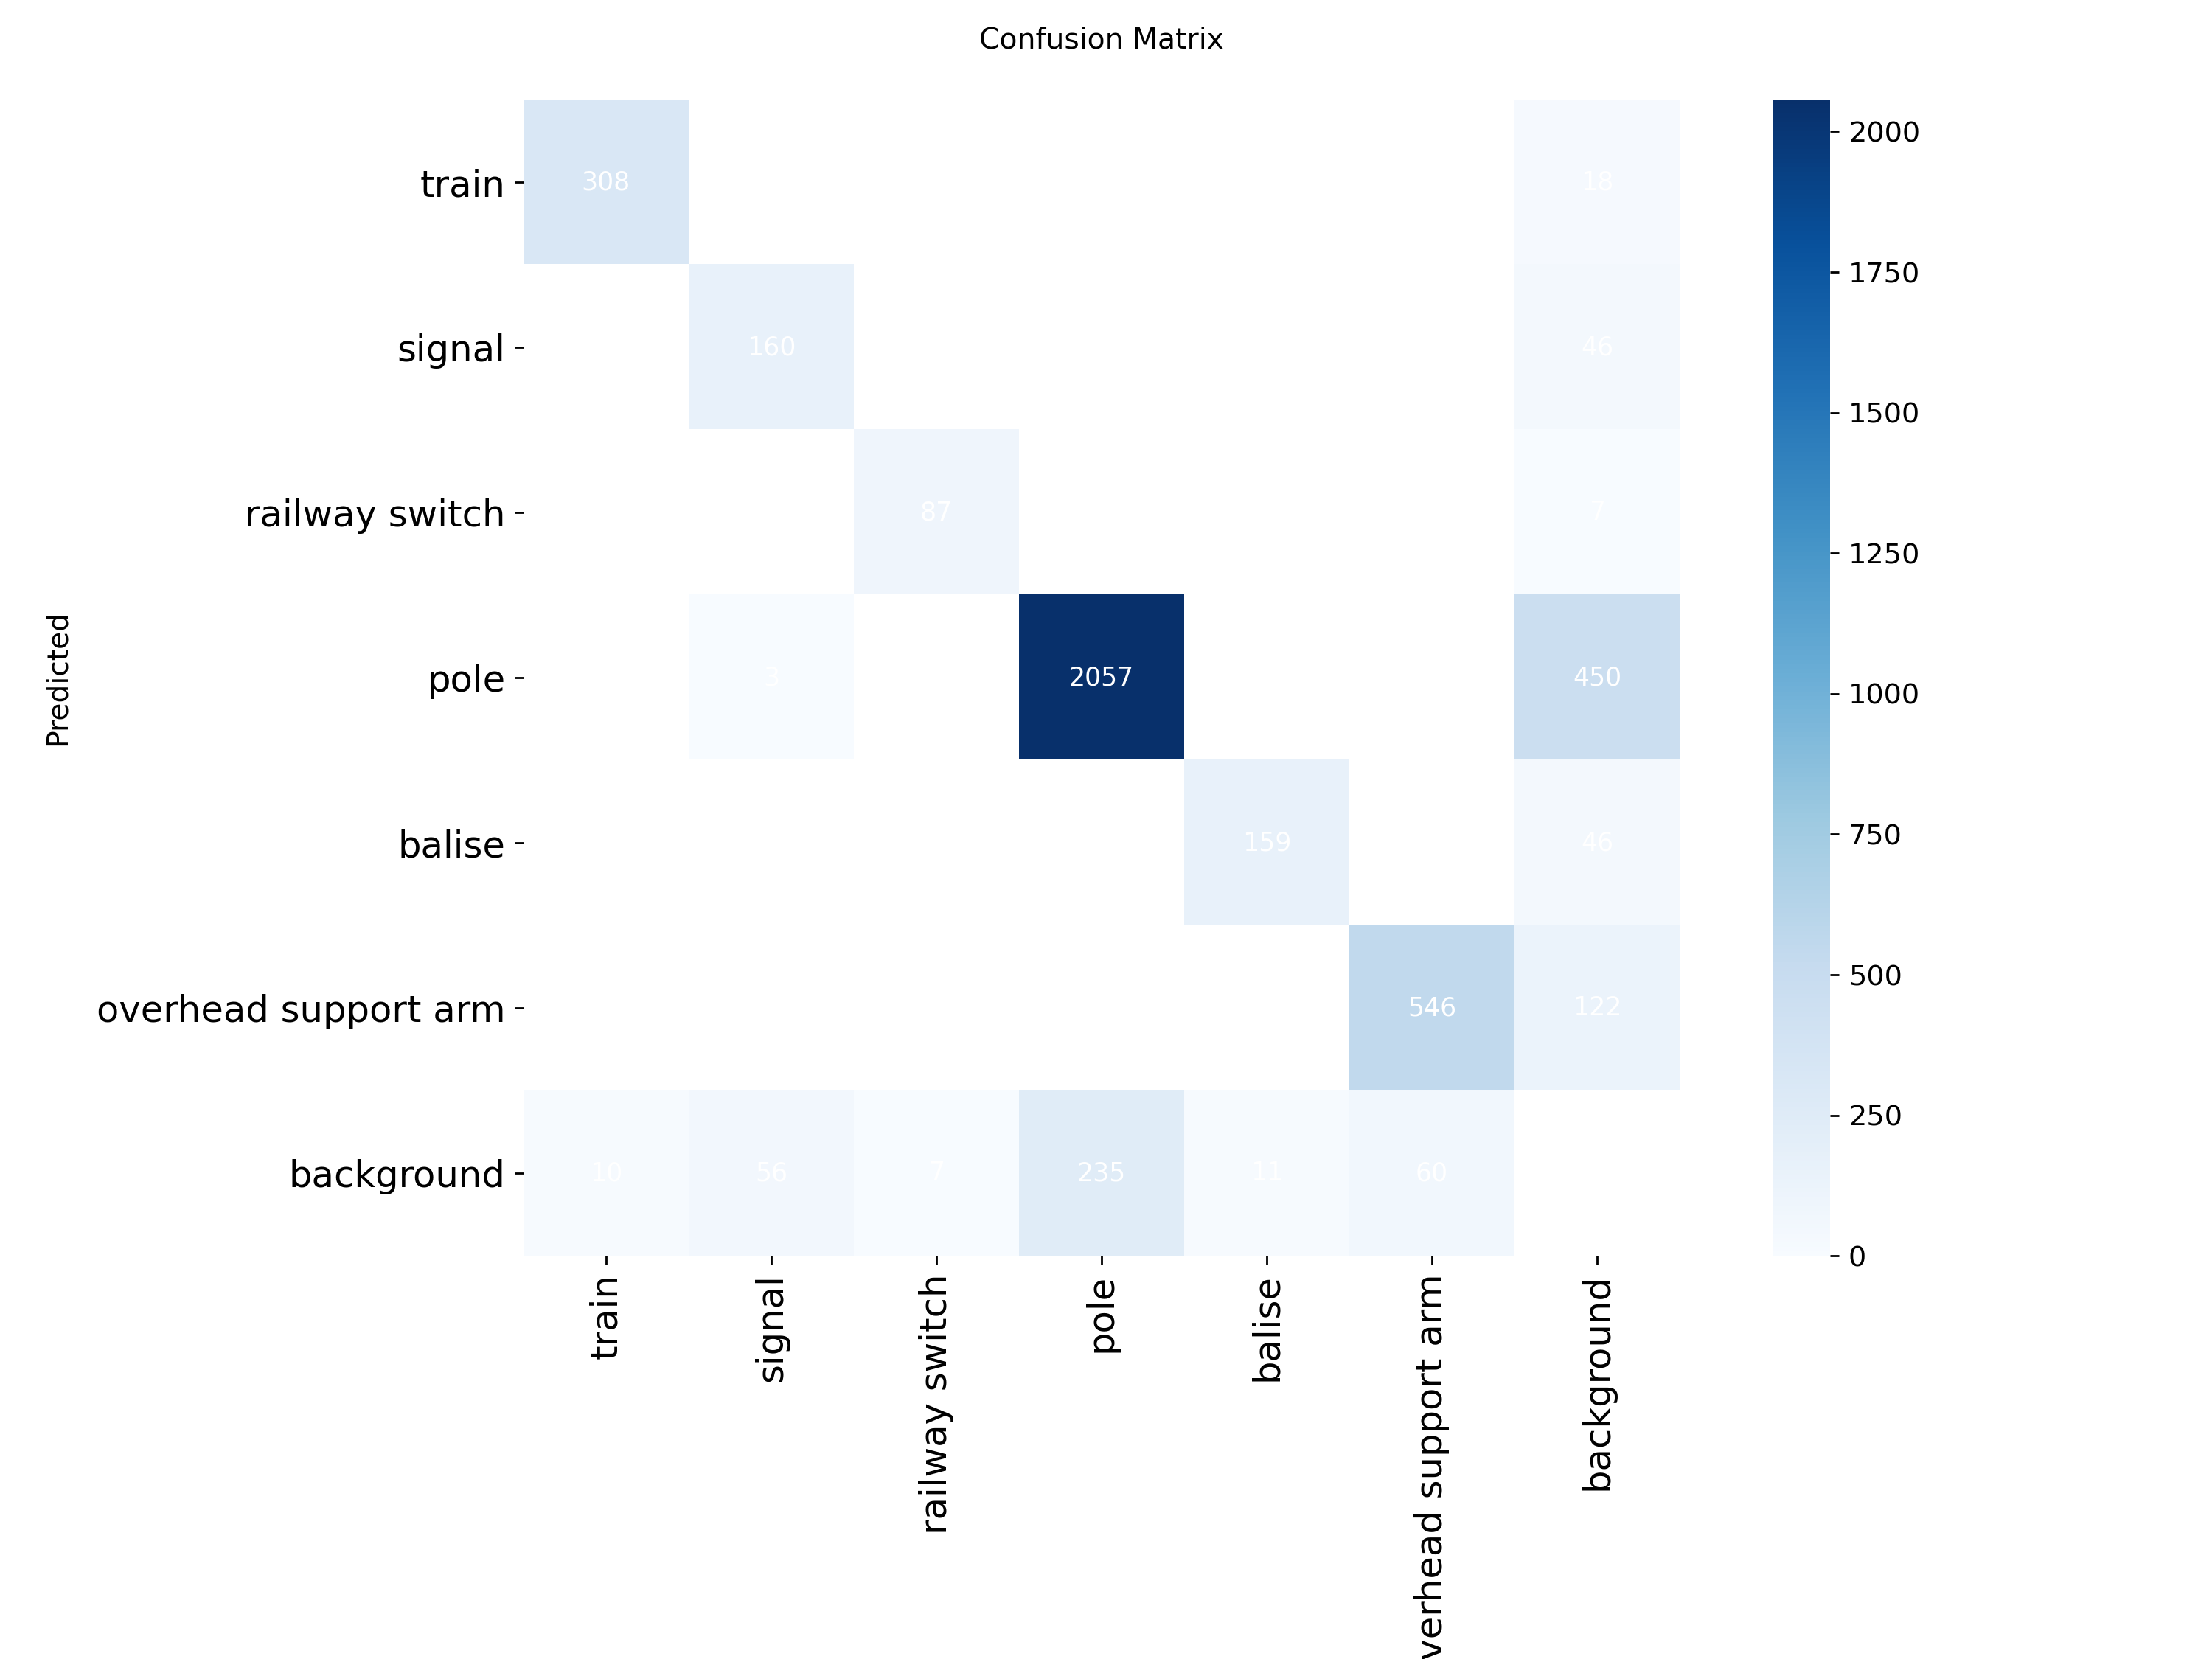 Confusion Matrix
train
308
18
2000
1750
signal
160
46
1500
railway switch
87
7
1250
Predicted
pole
3
2057
450
1000
balise
159
46
750
overhead support arm
546
122
500
background
10
56
7
235
11
60
250
0
train
signal
railway switch
pole
balise
verhead support arm
background